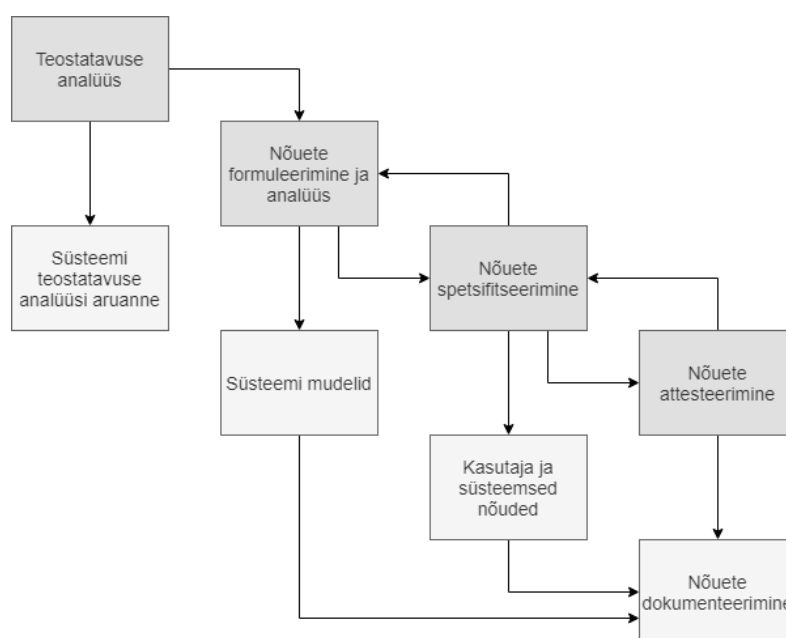 Teostatavuse
analüüs
Nõuete
formuleerimine ja
analüüs
Süsteemi
teostatavuse
analüüsi aruanne
Nõuete
spetsifitseerimine
Süsteemi mudelid
Nõuete
attesteerimine
Kasutaja ja
süsteemsed
nõuded
Nõuete
dokumenteerimine